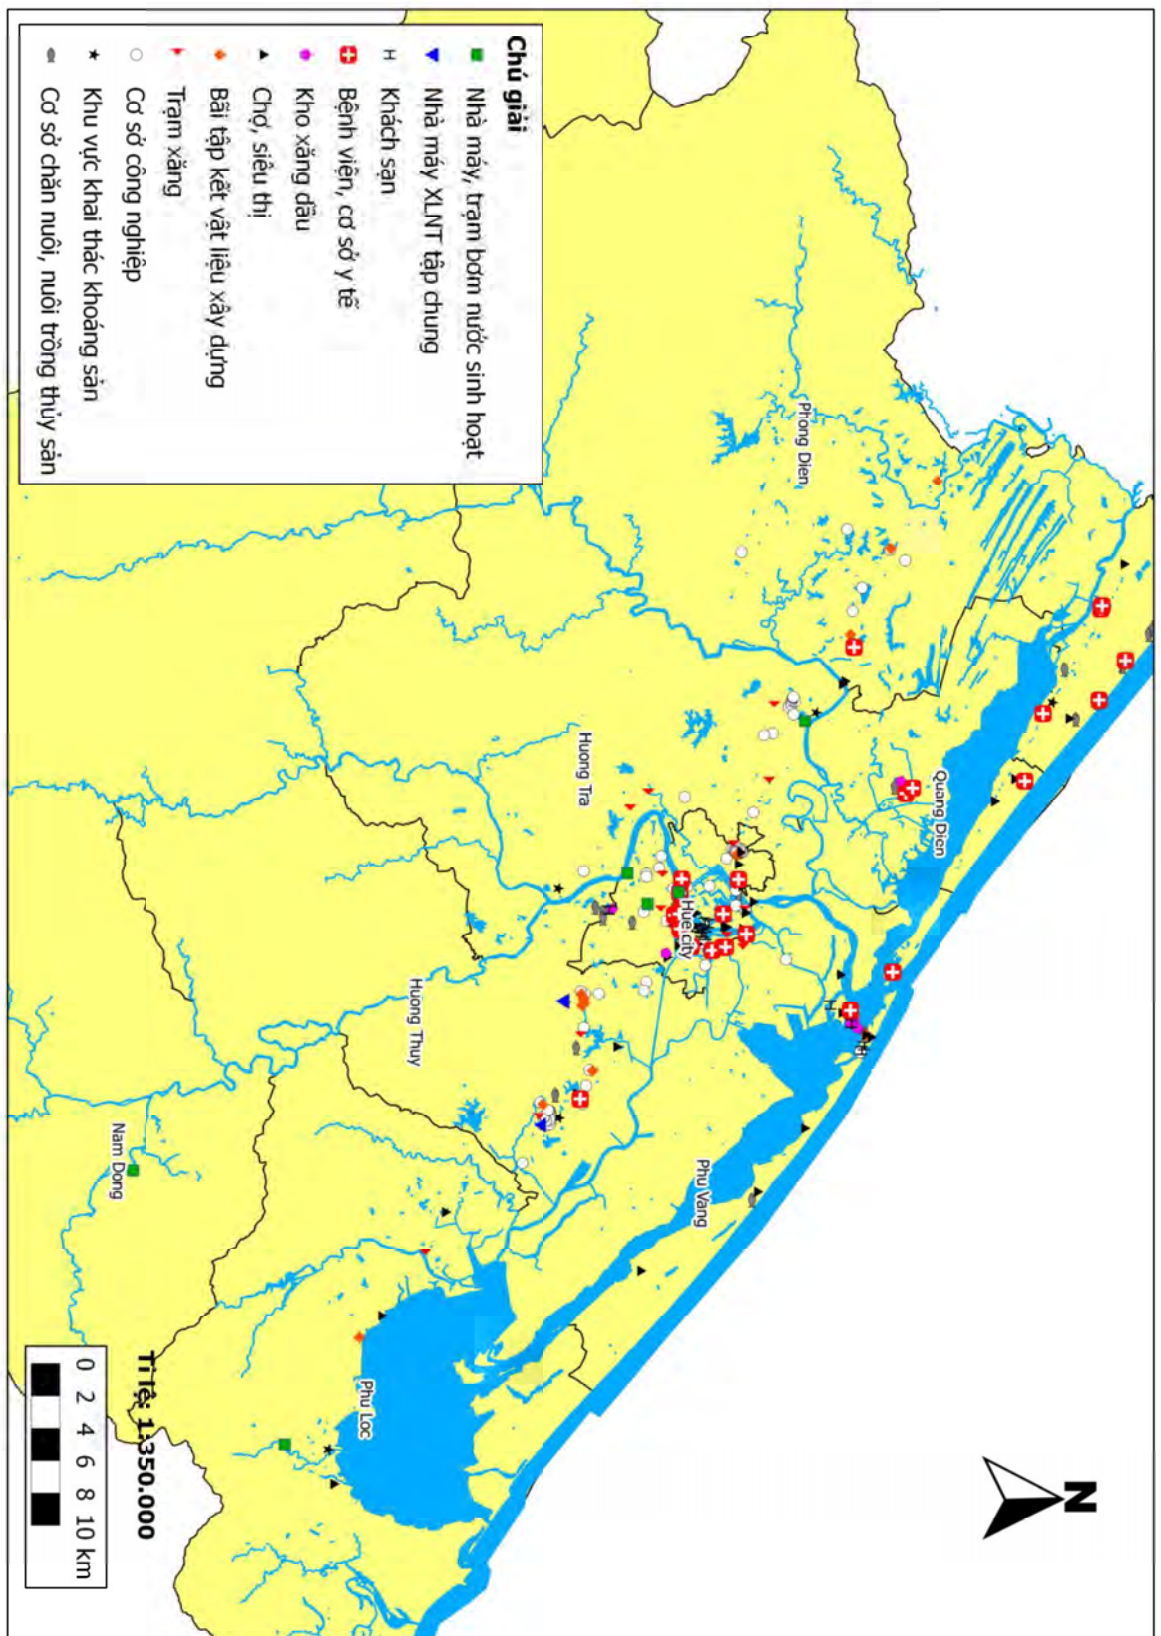 Chú giải
Nhà máy, trạm bơm nước sinh hoạt
Nhà máy XLNT tập chung
H Khách sạn
Bệnh viện, cơ sở y tế
Kho xăng dầu
Chợ, siêu thị
Bãi tập kết vật liệu xây dựng
Trạm xăng
Cơ sở công nghiệp
Khu vực khai thác khoáng sản
Cơ sở chăn nuôi, nuôi trồng thủy sản
Phong Dien
Quang Dien
Huong Tra
Hue city
Huong Thuy
Phu Vang
Nam Dong
Phu Loc
N
Tỉ lệ: 1:350.000
0 2 4 6 8 10 km